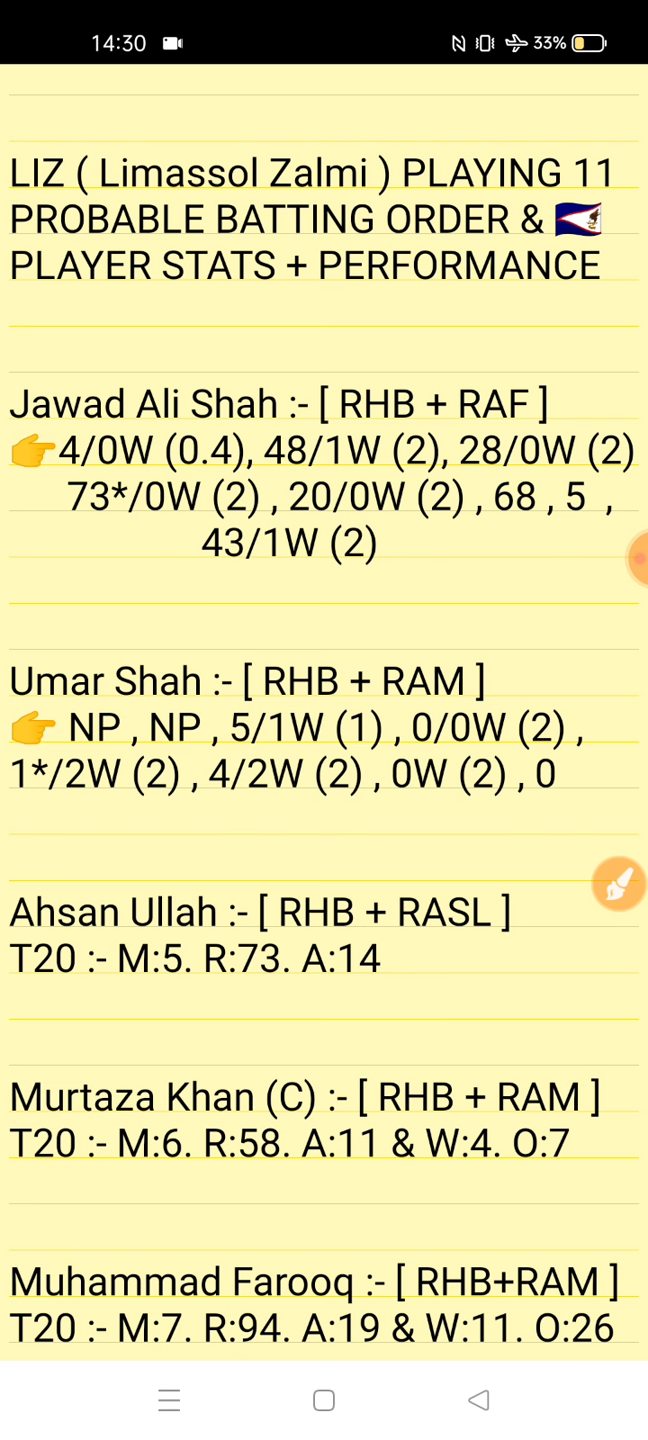 14:30
33%
LIZ ( Limassol Zalmi ) PLAYING 11
PROBABLE BATTING ORDER & 🇦🇸
PLAYER STATS + PERFORMANCE
Jawad Ali Shah :- [ RHB + RAF ]
👉4/0W (0.4), 48/1W (2), 28/0W (2)
73*/0W (2) , 20/0W (2) , 68 , 5 ,
43/1W (2)
Umar Shah :- [ RHB + RAM ]
👉 NP , NP , 5/1W (1) , 0/0W (2) ,
1*/2W (2) , 4/2W (2) , 0W (2) , 0
Ahsan Ullah :- [ RHB + RASL ]
T20 :- M:5. R:73. A:14
Murtaza Khan (C) :- [ RHB + RAM ]
T20 :- M:6. R:58. A:11 & W:4. O:7
Muhammad Farooq :- [ RHB+RAM ]
T20 :- M:7. R:94. A:19 & W:11. O:26